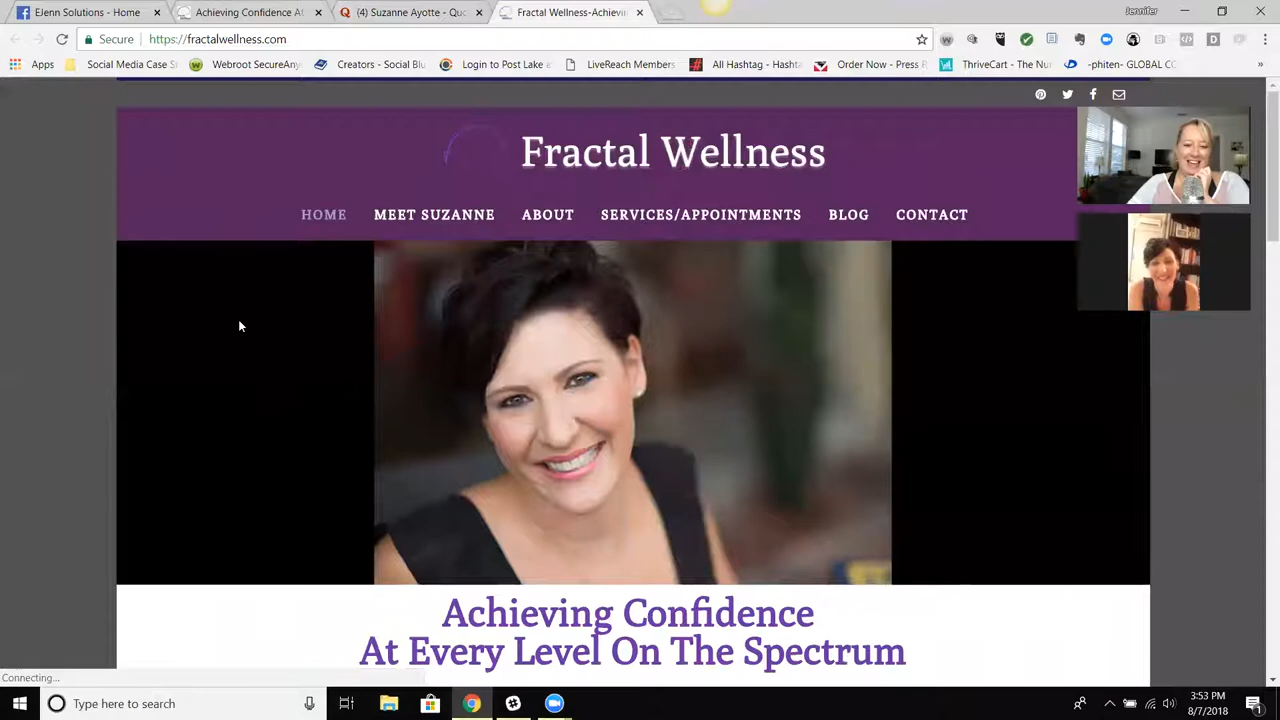 Elenn Solutions - Home
Achieving Confidence At
(4) Suzanne Ayotte - Quo
Fractal Wellness-Achievin
Jennifer
Secure
https://fractalwellness.com
Apps
Social Media Case S
Webroot SecureAny
Creators - Social Blu
Login to Post Lake e
LiveReach Members
All Hashtag - Hashta
Order Now - Press F
ThriveCart - The Nu
-phiten- GLOBAL CO
»
Fractal Wellness
HOME
MEET SUZANNE
ABOUT
SERVICES/APPOINTMENTS
BLOG
CONTACT
Achieving Confidence
At Every Level On The Spectrum
Connecting...
Type here to search
3:53 PM
8/7/2018